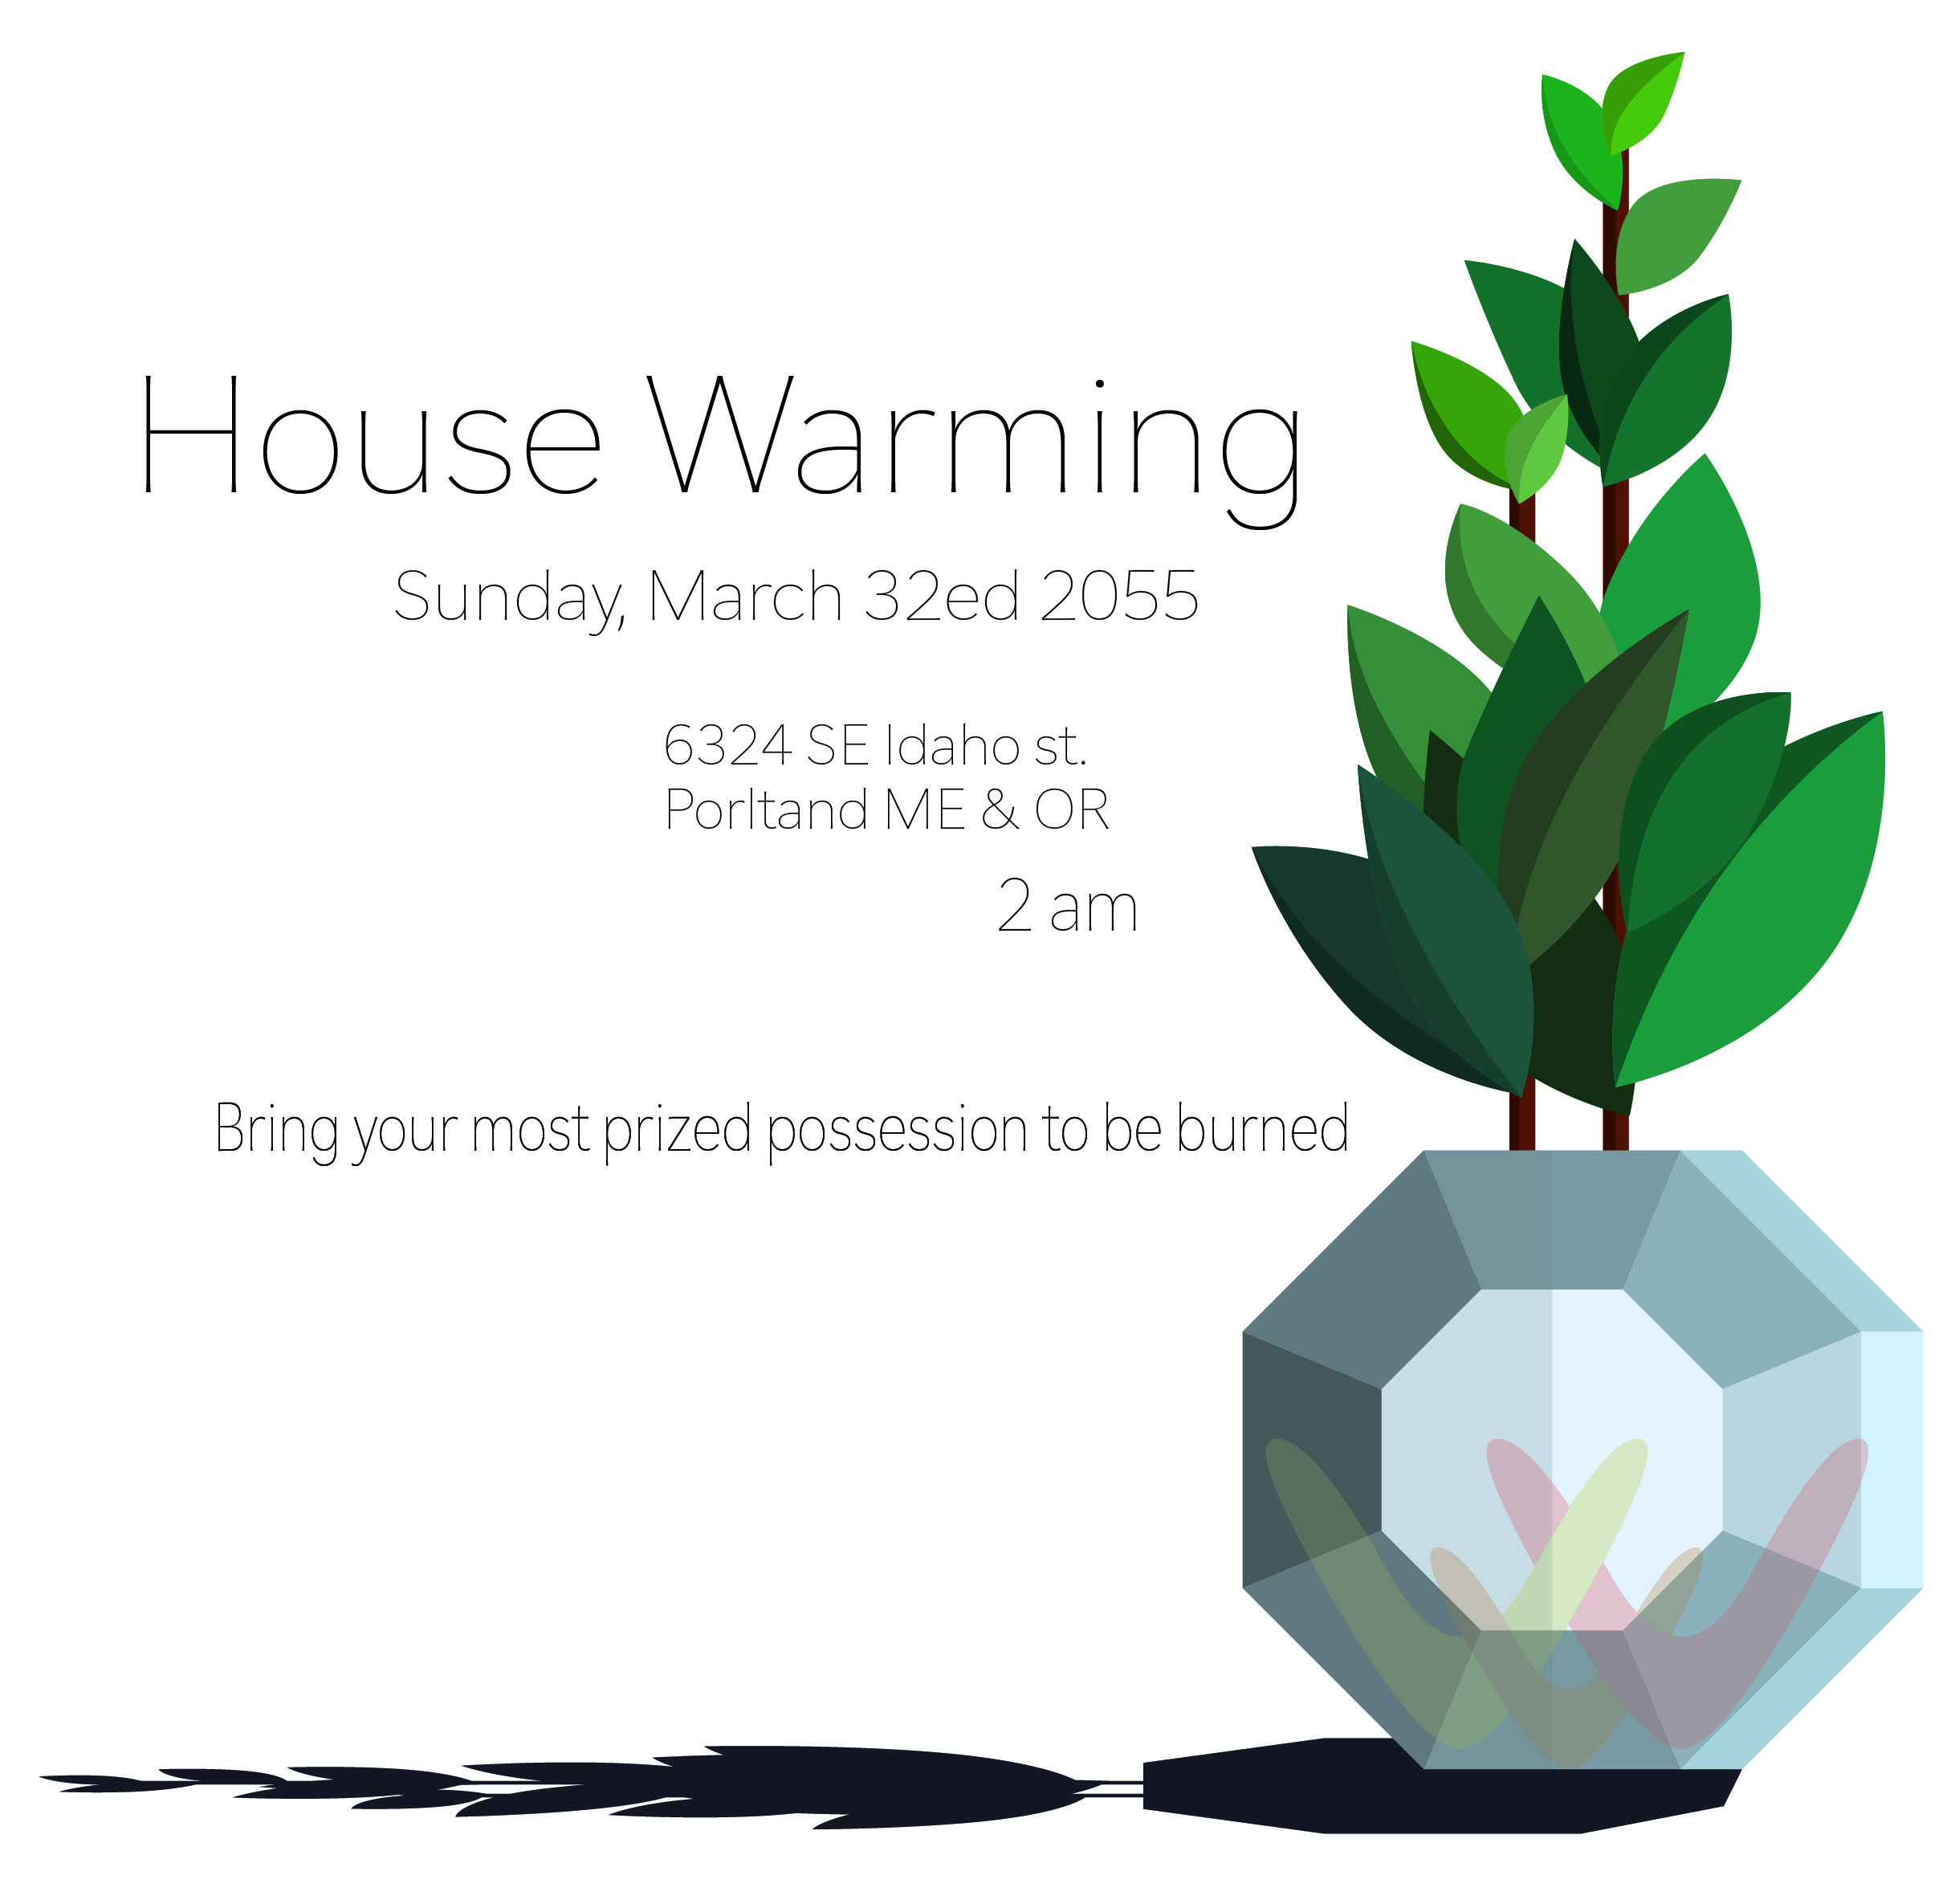 House Warming
Sunday, March 32ed 2055
6324 SE Idaho st.
Porltand ME & OR
2 am
Bring your most prized possession to be burned